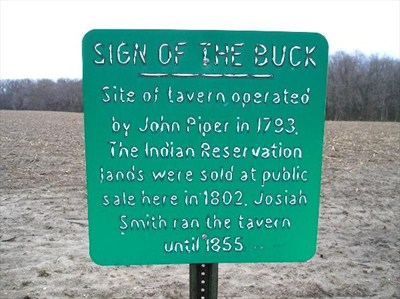 SIGN OF THE BUCK
Site of tavern operated
by John Piper in 1793.
The Indian Reservation
lands were sold at public
sale here in 1802. Josiah
Smith ran the tavern
until 1855